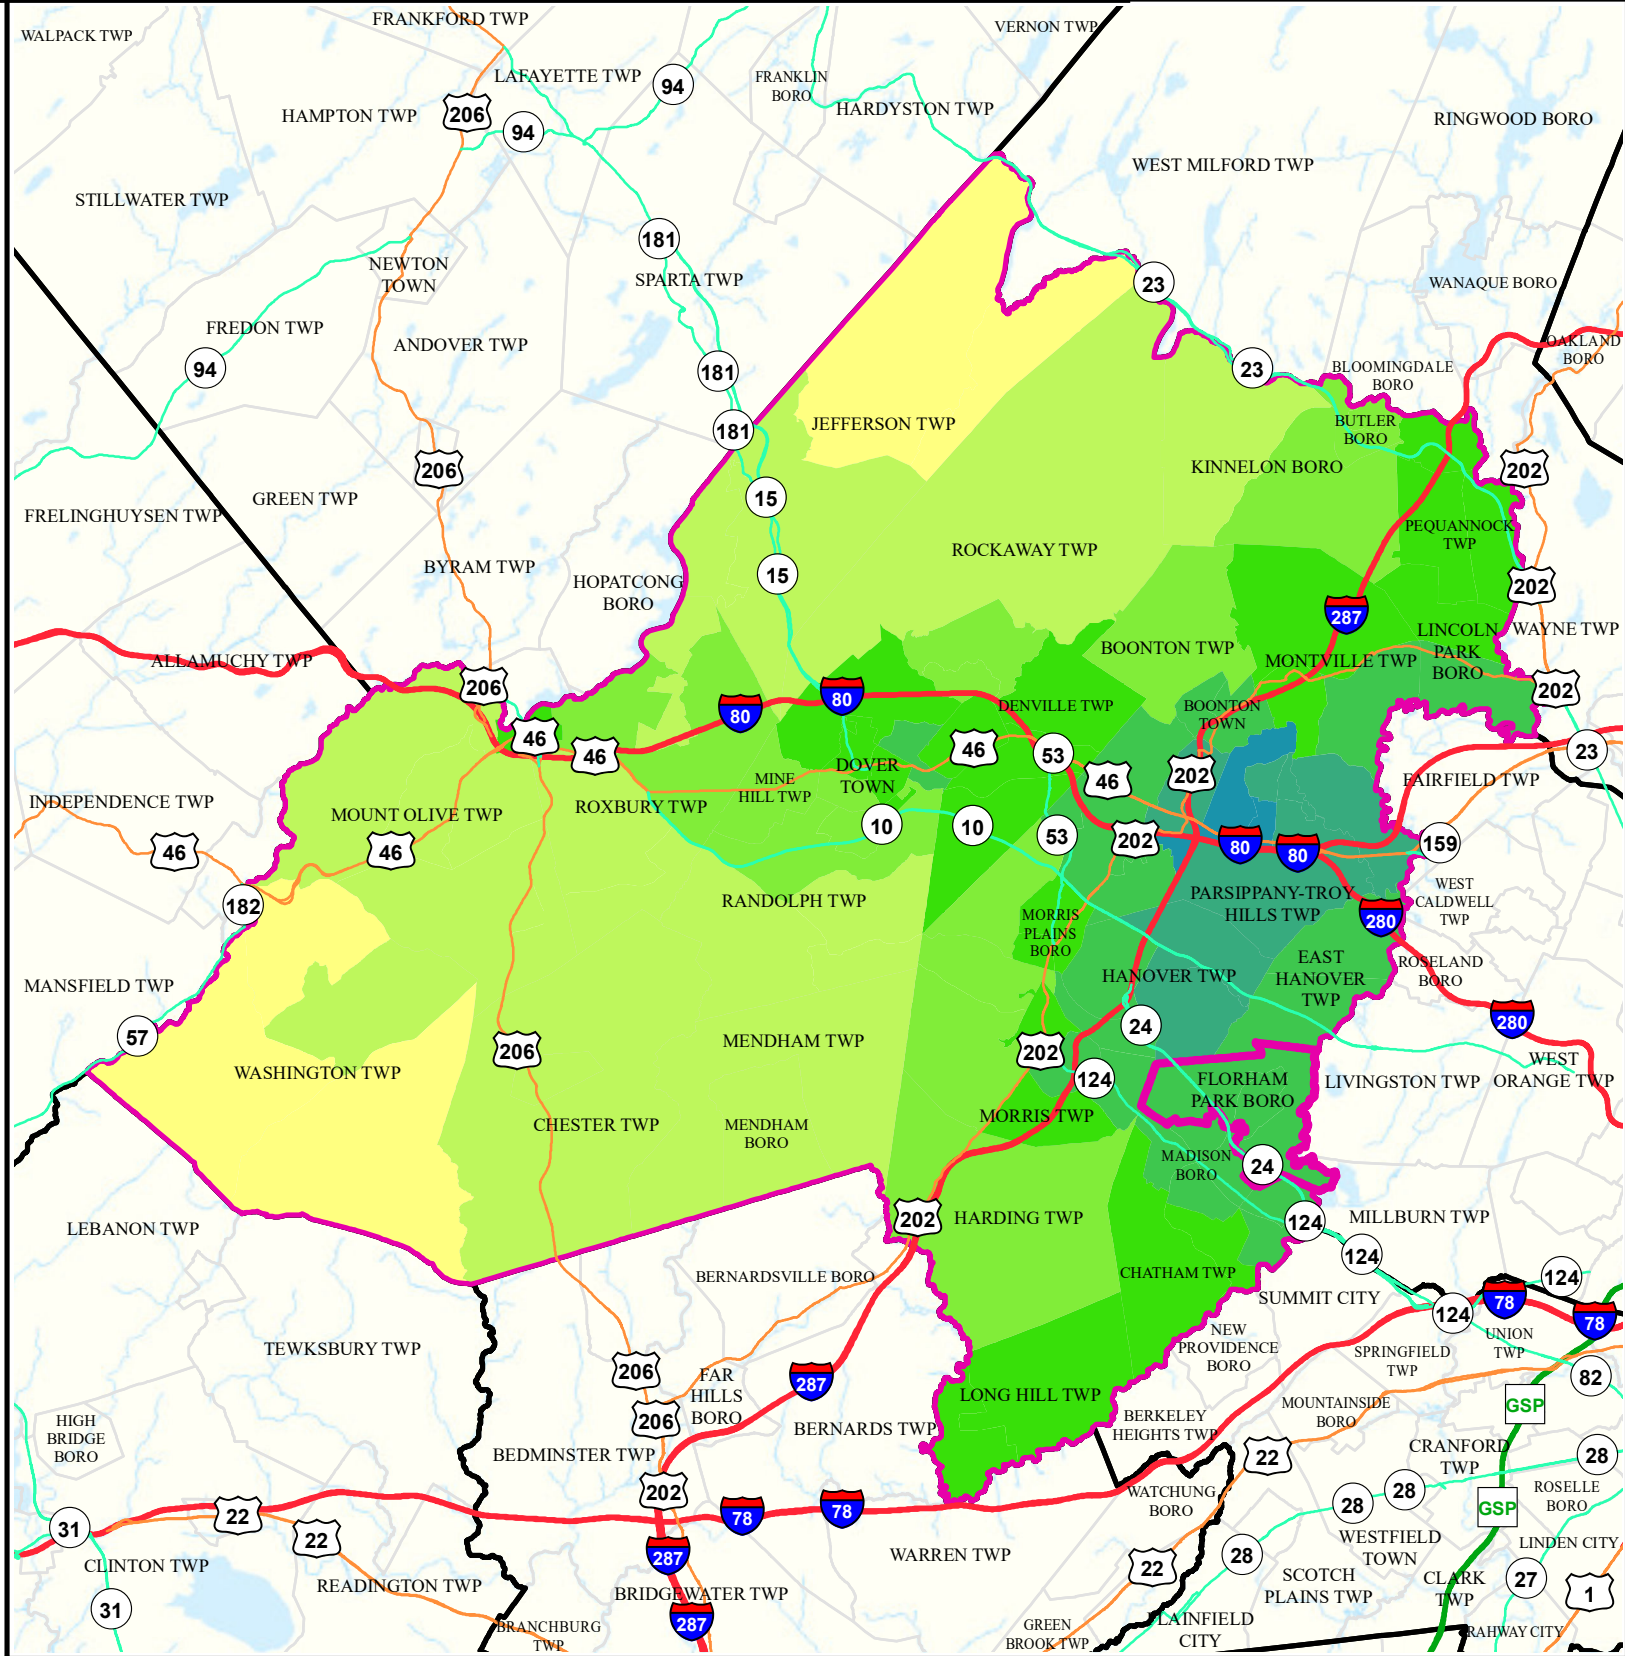 FRANKFORD TWP
WALPACK TWP
VERNON TWP
LAFAYETTE TWP
94
FRANKLIN
BORO
HARDYSTON TWP
HAMPTON TWP
206
94
RINGWOOD BORO
WEST MILFORD TWP
STILLWATER TWP
181
NEWTON
TOWN
SPARTA TWP
23
WANAQUE BORO
FREDON TWP
ANDOVER TWP
OAKLAND
BORO
94
181
23
BLOOMINGDALE
BORO
181
JEFFERSON TWP
BUTLER
BORO
206
KINNELON BORO
202
GREEN TWP
15
FRELINGHUYSEN TWP
PEQUANNOCK
TWP
ROCKAWAY TWP
BYRAM TWP
HOPATCONG
BORO
15
202
287
LINCOLN
PARK
BORO
WAYNE TWP
BOONTON TWP
MONTVILLE TWP
ALLAMUCHY TWP
206
80
80
202
DENVILLE TWP
BOONTON
TOWN
46
46
46
53
23
202
46
DOVER
TOWN
MINE
HILL TWP
FAIRFIELD TWP
INDEPENDENCE TWP
MOUNT OLIVE TWP
ROXBURY TWP
46
46
10
10
53
202
80
80
159
182
RANDOLPH TWP
PARSIPPANY-TROY
HILLS TWP
WEST
CALDWELL
TWP
280
MORRIS
PLAINS
BORO
MANSFIELD TWP
HANOVER TWP
EAST
HANOVER
TWP
ROSELAND
BORO
57
206
MENDHAM TWP
202
24
280
WASHINGTON TWP
124
FLORHAM
PARK BORO
LIVINGSTON TWP
WEST
ORANGE TWP
CHESTER TWP
MENDHAM
BORO
MORRIS TWP
MADISON
BORO
24
LEBANON TWP
202
HARDING TWP
124
MILLBURN TWP
124
BERNARDSVILLE BORO
CHATHAM TWP
SUMMIT CITY
124
78
124
78
TEWKSBURY TWP
NEW
PROVIDENCE
BORO
UNION
TWP
SPRINGFIELD
TWP
206
FAR
HILLS
BORO
287
82
LONG HILL TWP
GSP
206
MOUNTAINSIDE
BORO
HIGH
BRIDGE
BORO
BERNARDS TWP
BERKELEY
HEIGHTS TWP
BEDMINSTER TWP
22
CRANFORD
TWP
28
202
WATCHUNG
BORO
28
28
ROSELLE
BORO
31
22
78
78
GSP
22
WESTFIELD
TOWN
LINDEN CITY
287
WARREN TWP
28
CLINTON TWP
22
READINGTON TWP
SCOTCH
PLAINS TWP
CLARK
TWP
27
1
31
BRIDGEWATER TWP
287
BRANCHBURG
TWP
GREEN
BROOK TWP
PLAINFIELD
CITY
RAHWAY CITY